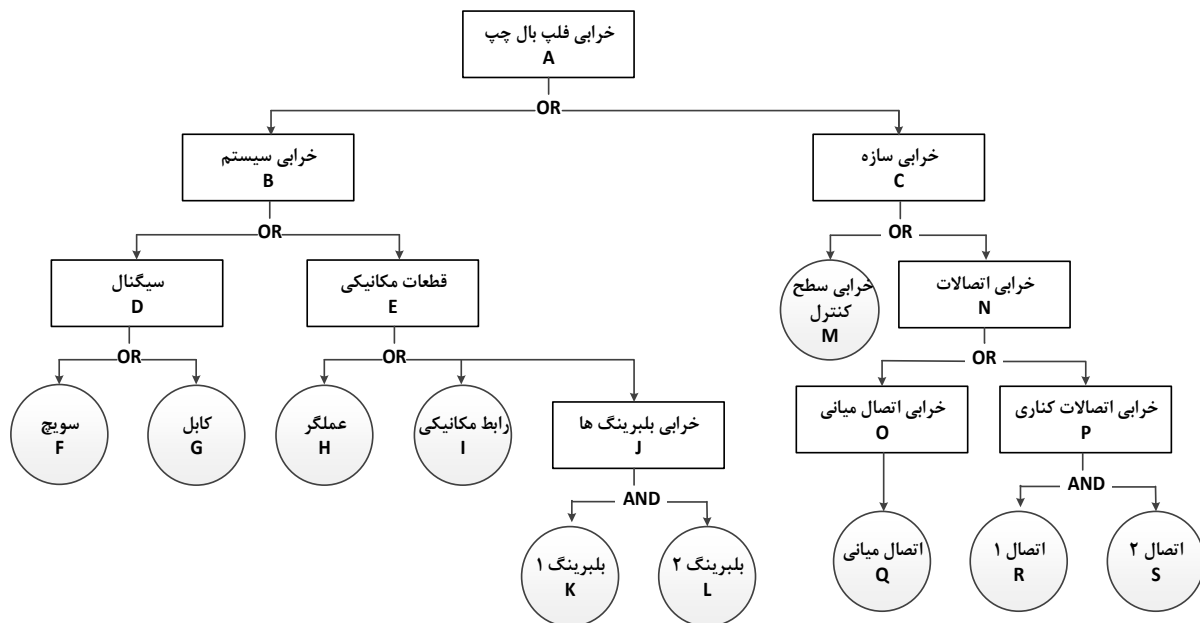 خرابی فلپ بال چپ
A
OR
خرابی سیستم
B
خرابی سازه
C
OR
OR
سیگنال
D
قطعات مکانیکی
E
خرابی سطح
کنترل
M
خرابی اتصالات
N
OR
OR
OR
سویچ
F
کابل
G
عملگر
H
رابط مکانیکی
I
خرابی بلبرینگ ها
J
خرابی اتصال میانی
O
خرابی اتصالات کناری
P
AND
AND
بلبرینگ ۱
K
بلبرینگ ۲
L
اتصال میانی
Q
اتصال ۱
R
اتصال ۲
S